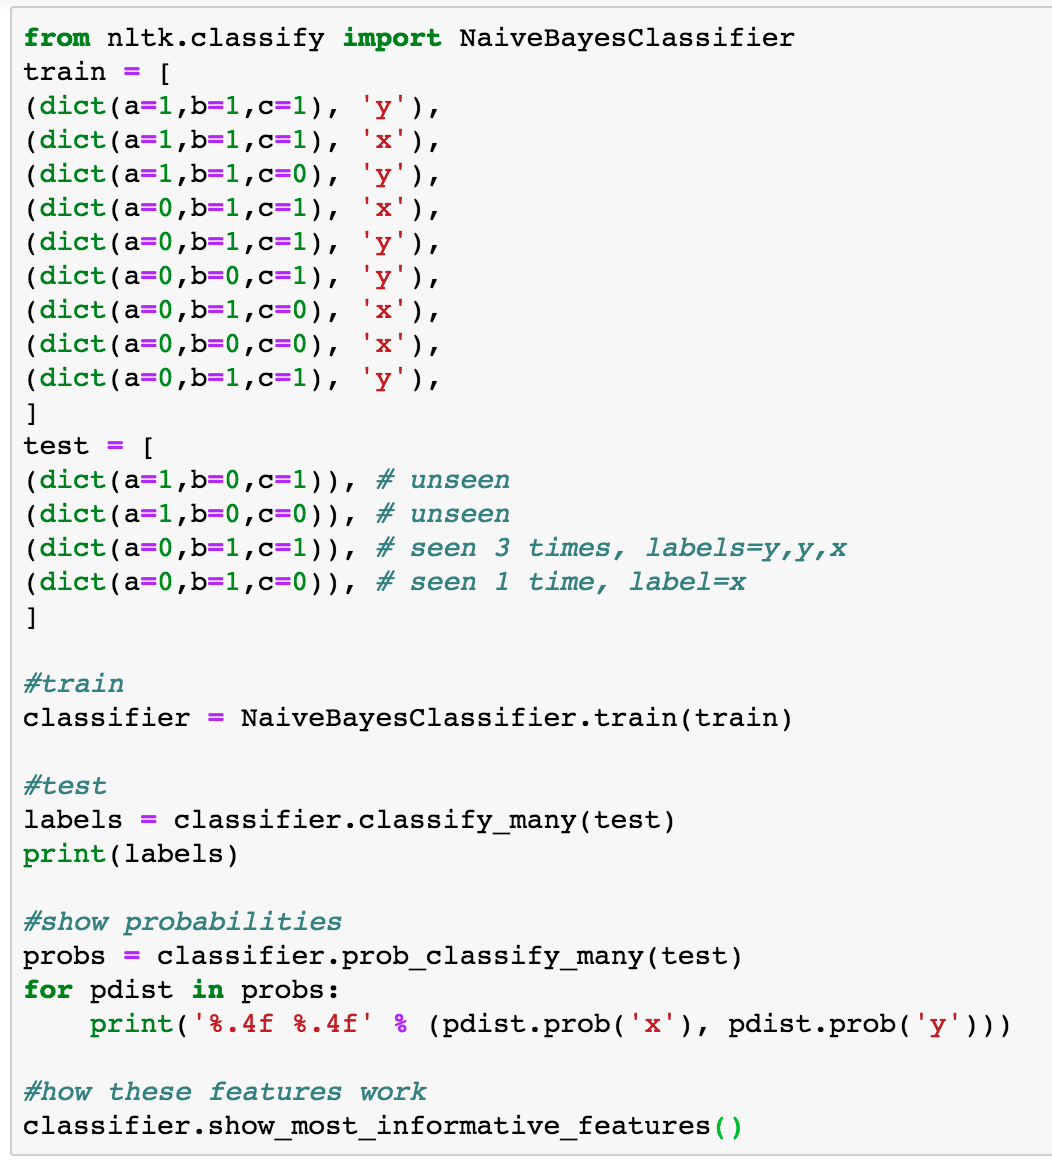 from nltk.classify import NaiveBayesClassifier
train = [
(dict(a=1,b=1,c=1), 'y'),
(dict(a=1,b=1,c=1), 'x'),
(dict(a=1,b=1,c=0), 'y'),
(dict(a=0,b=1,c=1), 'x'),
(dict(a=0,b=1,c=1), 'y'),
(dict(a=0,b=0,c=1), 'y'),
(dict(a=0,b=1,c=0), 'x'),
(dict(a=0,b=0,c=0), 'x'),
(dict(a=0,b=1,c=1), 'y'),
]
test = [
(dict(a=1,b=0,c=1)), # unseen
(dict(a=1,b=0,c=0)), # unseen
(dict(a=0,b=1,c=1)), # seen 3 times, labels=y,y,x
(dict(a=0,b=1,c=0)), # seen 1 time, label=x
]

#train
classifier = NaiveBayesClassifier.train(train)

#test
labels = classifier.classify_many(test)
print(labels)

#show probabilities
probs = classifier.prob_classify_many(test)
for pdist in probs:
    print('%.4f %.4f' % (pdist.prob('x'), pdist.prob('y')))

#how these features work
classifier.show_most_informative_features()